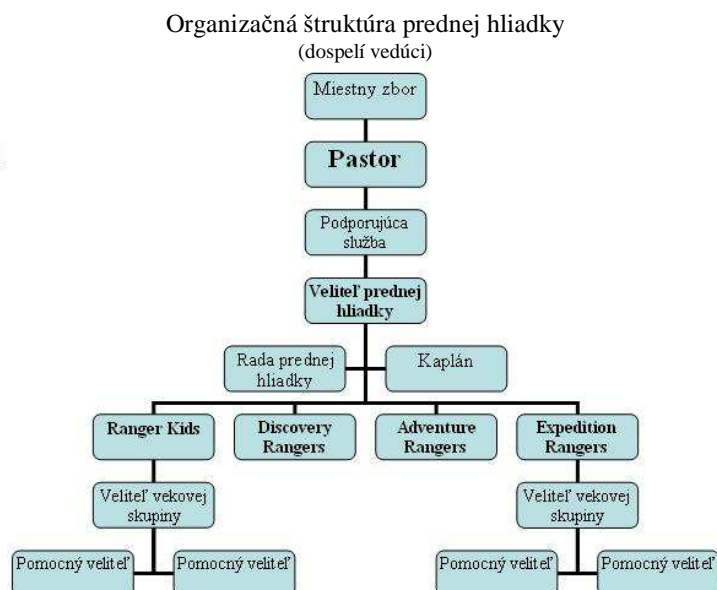 Organizačná štruktúra prednej hliadky
(dospelí vedúci)
Miestny zbor
Pastor
Podporujúca
služba
Veliteľ prednej
hliadky
Rada prednej
hliadky
Kaplán
Ranger Kids
Discovery
Rangers
Adventure
Rangers
Expedition
Rangers
Veliteľ vekovej
skupiny
Veliteľ vekovej
skupiny
Pomocný veliteľ
Pomocný veliteľ
Pomocný veliteľ
Pomocný veliteľ